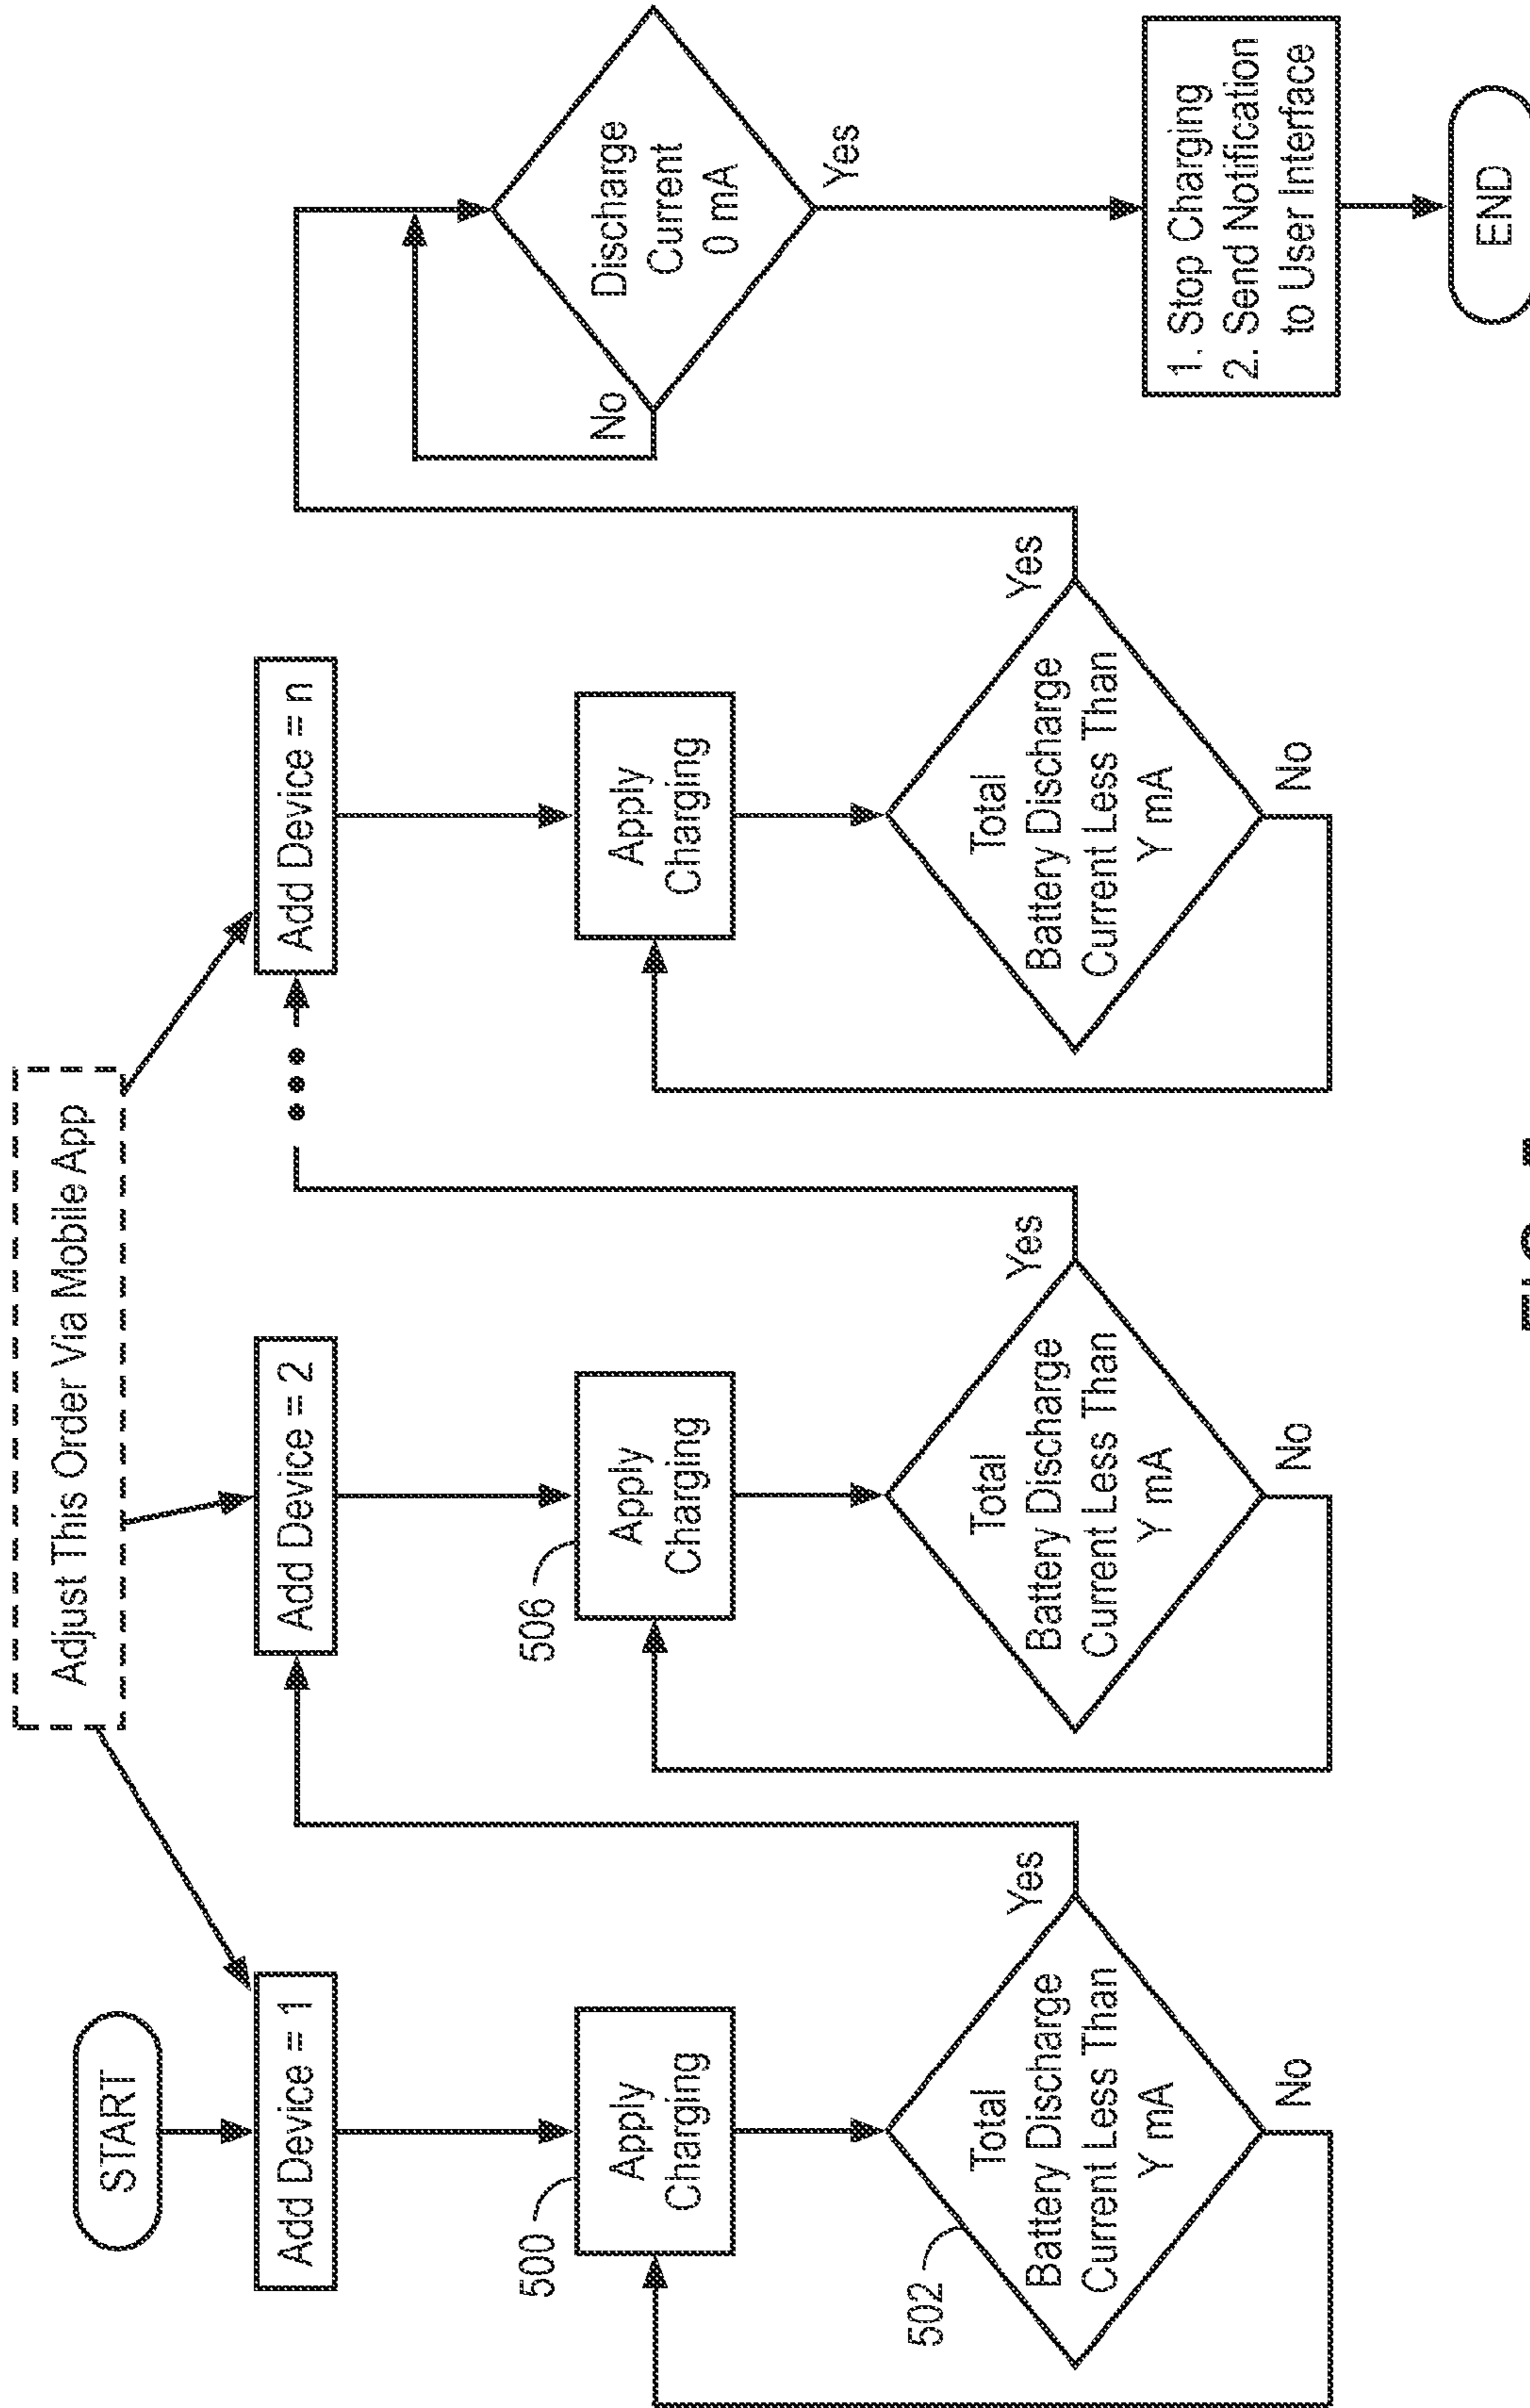 Adjust This Order Via Mobile App
START
Add Device = 1
500
Apply
Charging
502
Total
Battery Discharge
Current Less Than
Y mA
Yes
No
Add Device = 2
506
Apply
Charging
Total
Battery Discharge
Current Less Than
Y mA
Yes
No
Add Device = n
Apply
Charging
Total
Battery Discharge
Current Less Than
Y mA
Yes
No
Discharge
Current
0 mA
No
Yes
1. Stop Charging
2. Send Notification
to User Interface
END